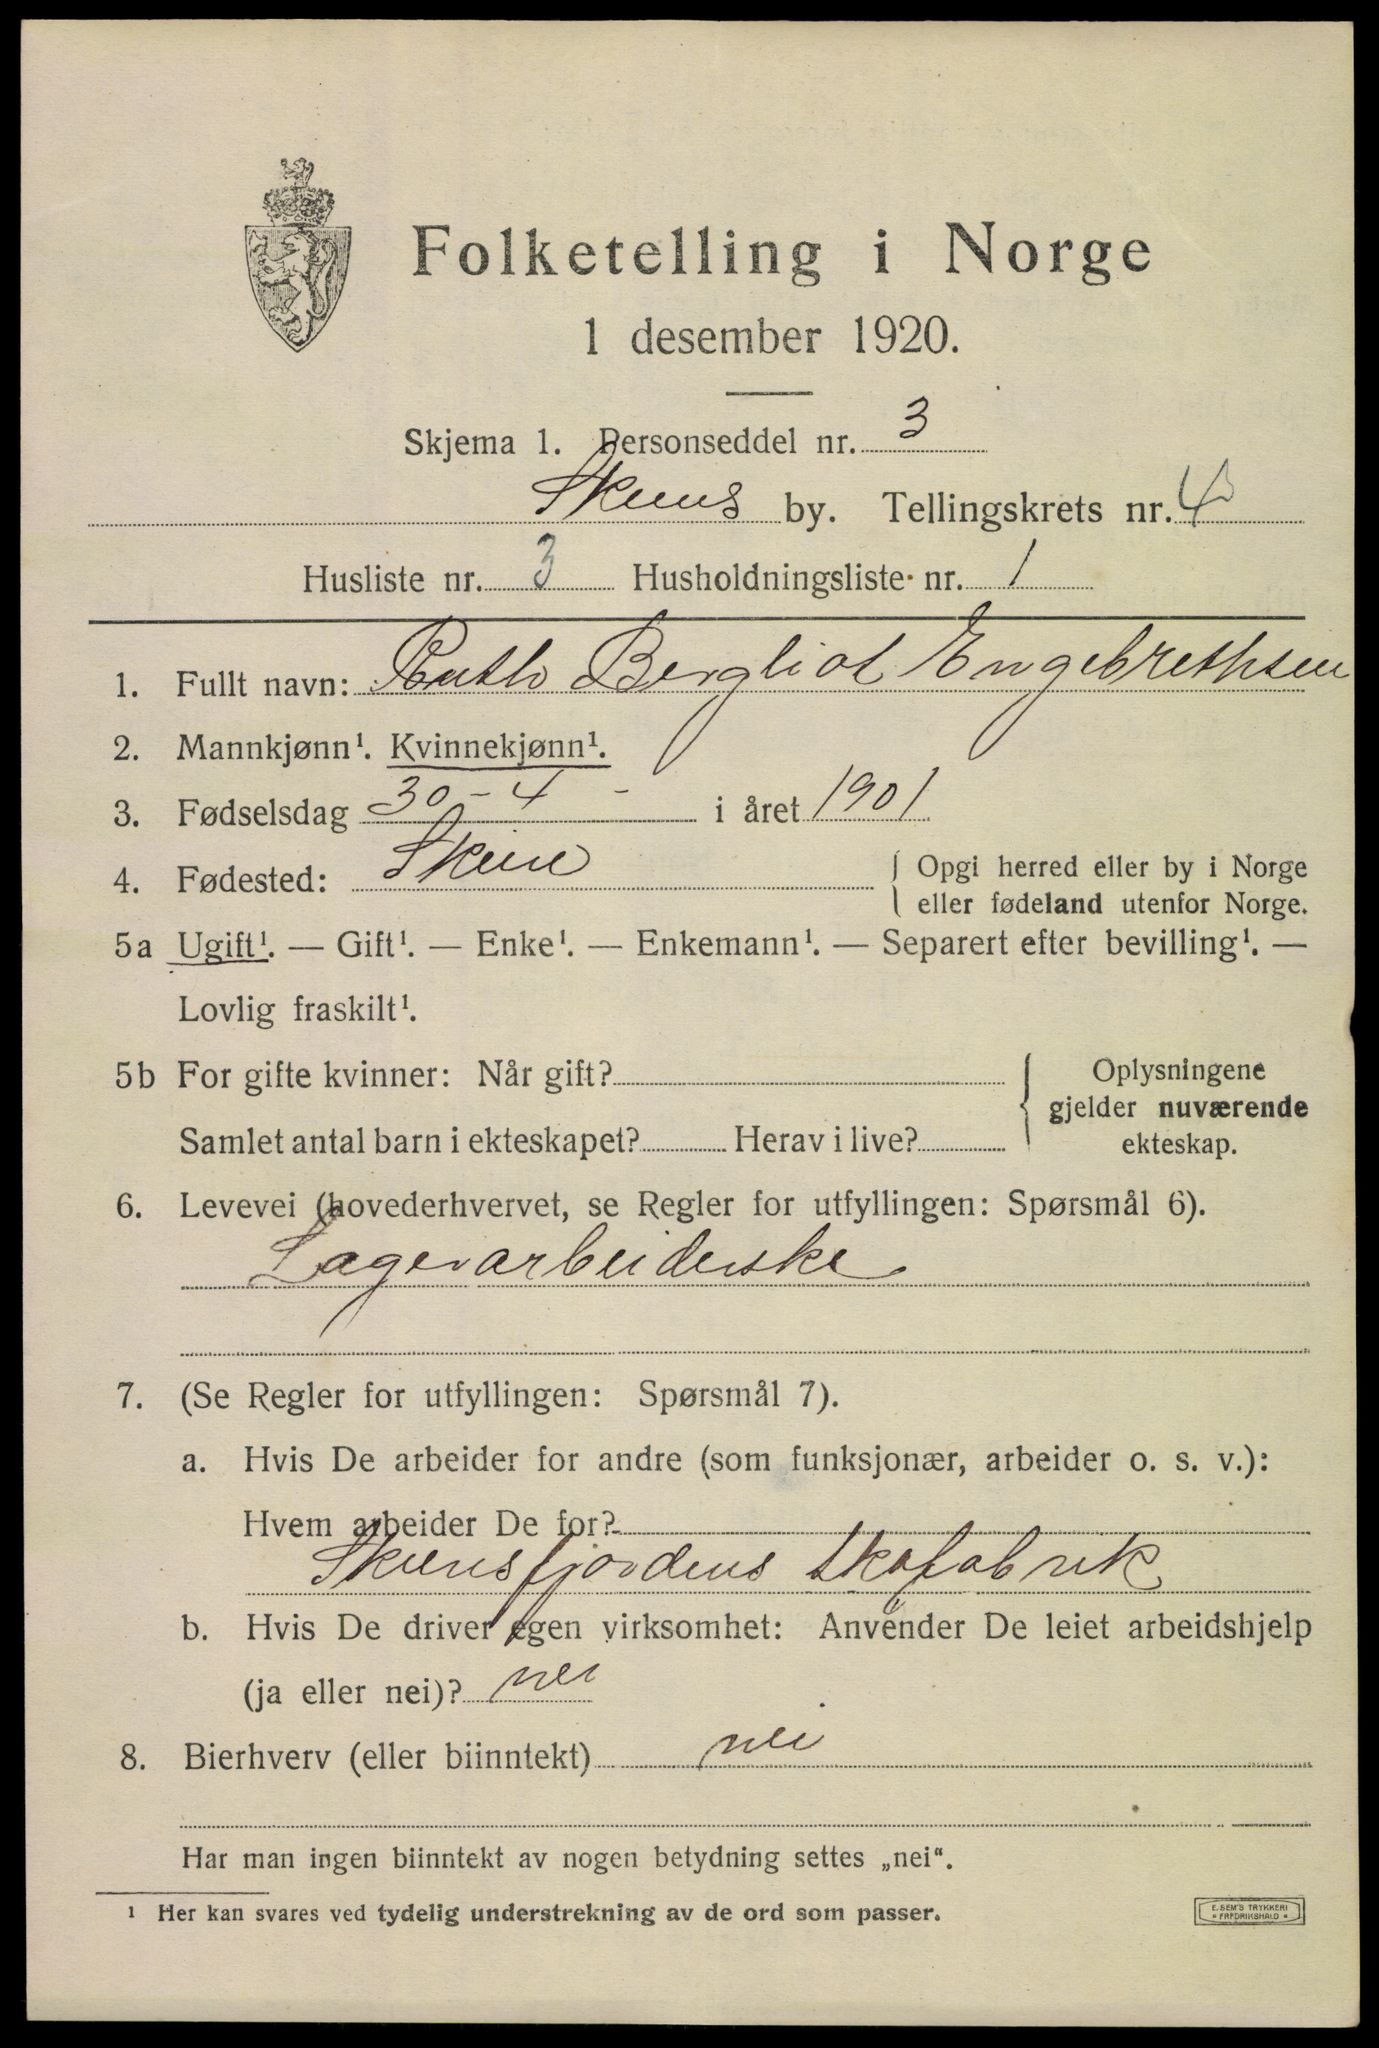 Folketelling i Norge
1 desember 1920.
Skjema 1. Personseddel nr. 3
Skiens by. Tellingskrets nr. 4
Husliste nr. 3 Husholdningsliste nr. 1
1. Fullt navn: Ruth Bergliot Engebrethsen
2. Mannkjønn¹. Kvinnekjønn¹.
3. Fødselsdag 30 - 4 - i året 1901
4. Fødested: Skien { Opgi herred eller by i Norge
eller fødeland utenfor Norge.
5a Ugift¹. — Gift¹. — Enke¹. — Enkemann¹. — Separert efter bevilling¹. —
Lovlig fraskilt¹.
5b For gifte kvinner: Når gift?
Samlet antal barn i ekteskapet? Herav i live?
{ Oplysningene
gjelder nuværende
ekteskap.
6. Levevei (hovederhvervet, se Regler for utfyllingen: Spørsmål 6).
Lagerarbeiderske
7. (Se Regler for utfyllingen: Spørsmål 7).
a. Hvis De arbeider for andre (som funksjonær, arbeider o. s. v.):
Hvem arbeider De for?
Skiensfjordens skofabrik
b. Hvis De driver egen virksomhet: Anvender De leiet arbeidshjelp
(ja eller nei)? nei
8. Bierhverv (eller biinntekt) nei
Har man ingen biinntekt av nogen betydning settes „nei“.
¹ Her kan svares ved tydelig understrekning av de ord som passer.
E. SEM'S TRYKKERI
FREDRIKSHALD